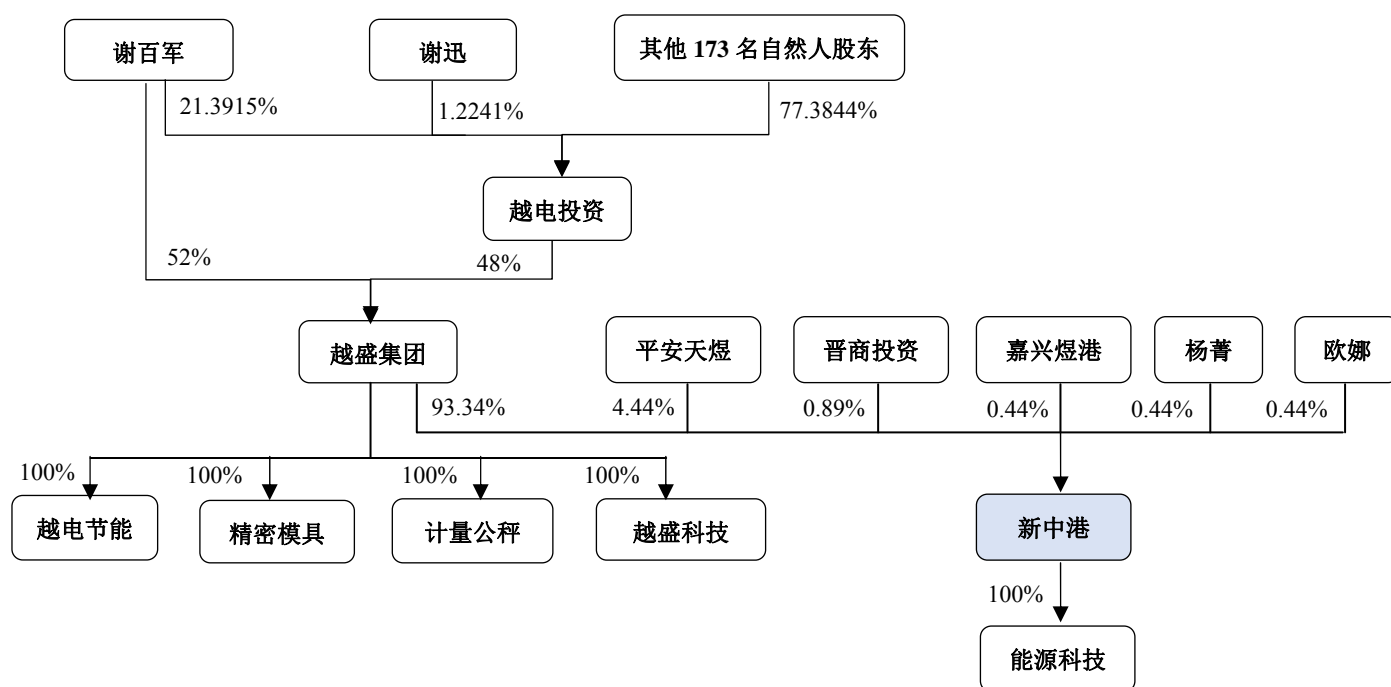 谢百军
谢迅
其他 173 名自然人股东
21.3915%
1.2241%
77.3844%
越电投资
52%
48%
越盛集团
平安天煜
晋商投资
嘉兴煜港
杨菁
欧娜
93.34%
4.44%
0.89%
0.44%
0.44%
0.44%
100%
100%
100%
100%
越电节能
精密模具
计量公秤
越盛科技
新中港
100%
能源科技